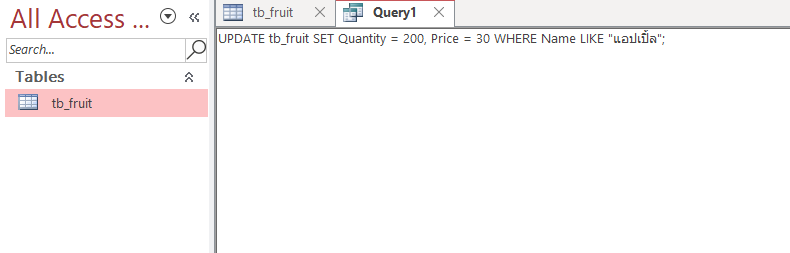 All Access ...
Search...
Tables
tb_fruit
tb_fruit
Query1
UPDATE tb_fruit SET Quantity = 200, Price = 30 WHERE Name LIKE "แอปเปิ้ล";